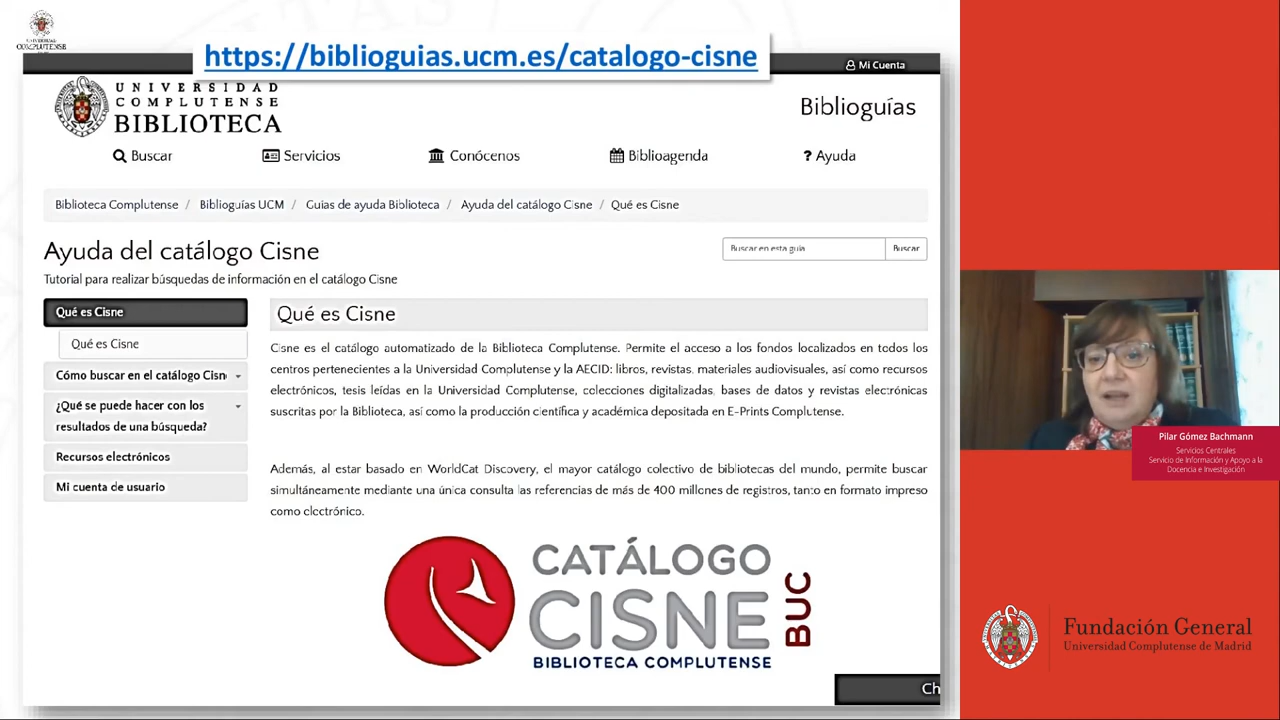 UNIVERSIDAD
COMPLUTENSE
https://biblioguias.ucm.es/catalogo-cisne
Mi Cuenta
UNIVERSIDAD
COMPLUTENSE
BIBLIOTECA
Biblioguías
Buscar
Servicios
Conócenos
Biblioagenda
? Ayuda
Biblioteca Complutense / Biblioguías UCM / Guías de ayuda Biblioteca / Ayuda del catálogo Cisne / Qué es Cisne
Ayuda del catálogo Cisne
Buscar en esta guía
Buscar
Tutorial para realizar búsquedas de información en el catálogo Cisne
Qué es Cisne
Qué es Cisne
Cómo buscar en el catálogo Cisn
¿Qué se puede hacer con los
resultados de una búsqueda?
Recursos electrónicos
Mi cuenta de usuario
Qué es Cisne
Cisne es el catálogo automatizado de la Biblioteca Complutense. Permite el acceso a los fondos localizados en todos los
centros pertenecientes a la Universidad Complutense y la AECID: libros, revistas, materiales audiovisuales, así como recursos
electrónicos, tesis leídas en la Universidad Complutense, colecciones digitalizadas, bases de datos y revistas electrónicas
suscritas por la Biblioteca, así como la producción científica y académica depositada en E-Prints Complutense.
Además, al estar basado en WorldCat Discovery, el mayor catálogo colectivo de bibliotecas del mundo, permite buscar
simultáneamente mediante una única consulta las referencias de más de 400 millones de registros, tanto en formato impreso
como electrónico.
CATÁLOGO
CISNE
BUC
BIBLIOTECA COMPLUTENSE
Ch
Pilar Gómez Bachmann
Servicios Centrales
Servicio de Información y Apoyo a la
Docencia e Investigación
Fundación General
Universidad Complutense de Madrid